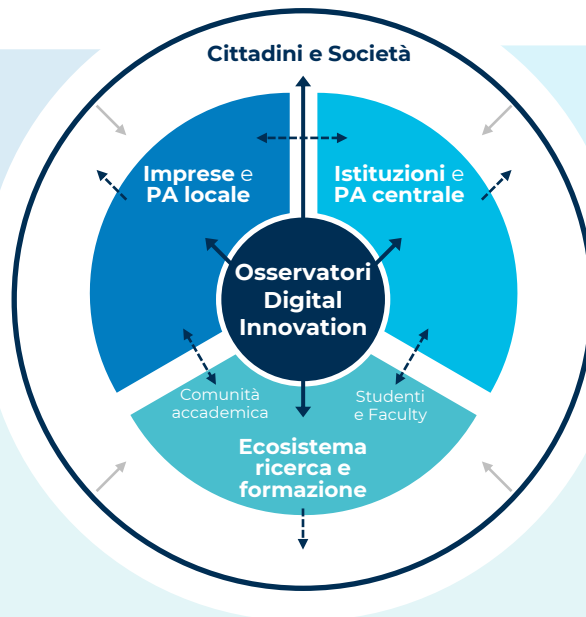 Cittadini e Società
Imprese e
PA locale
Istituzioni e
PA centrale
Osservatori
Digital
Innovation
Comunità
accademica
Studenti
e Faculty
Ecosistema
ricerca e
formazione